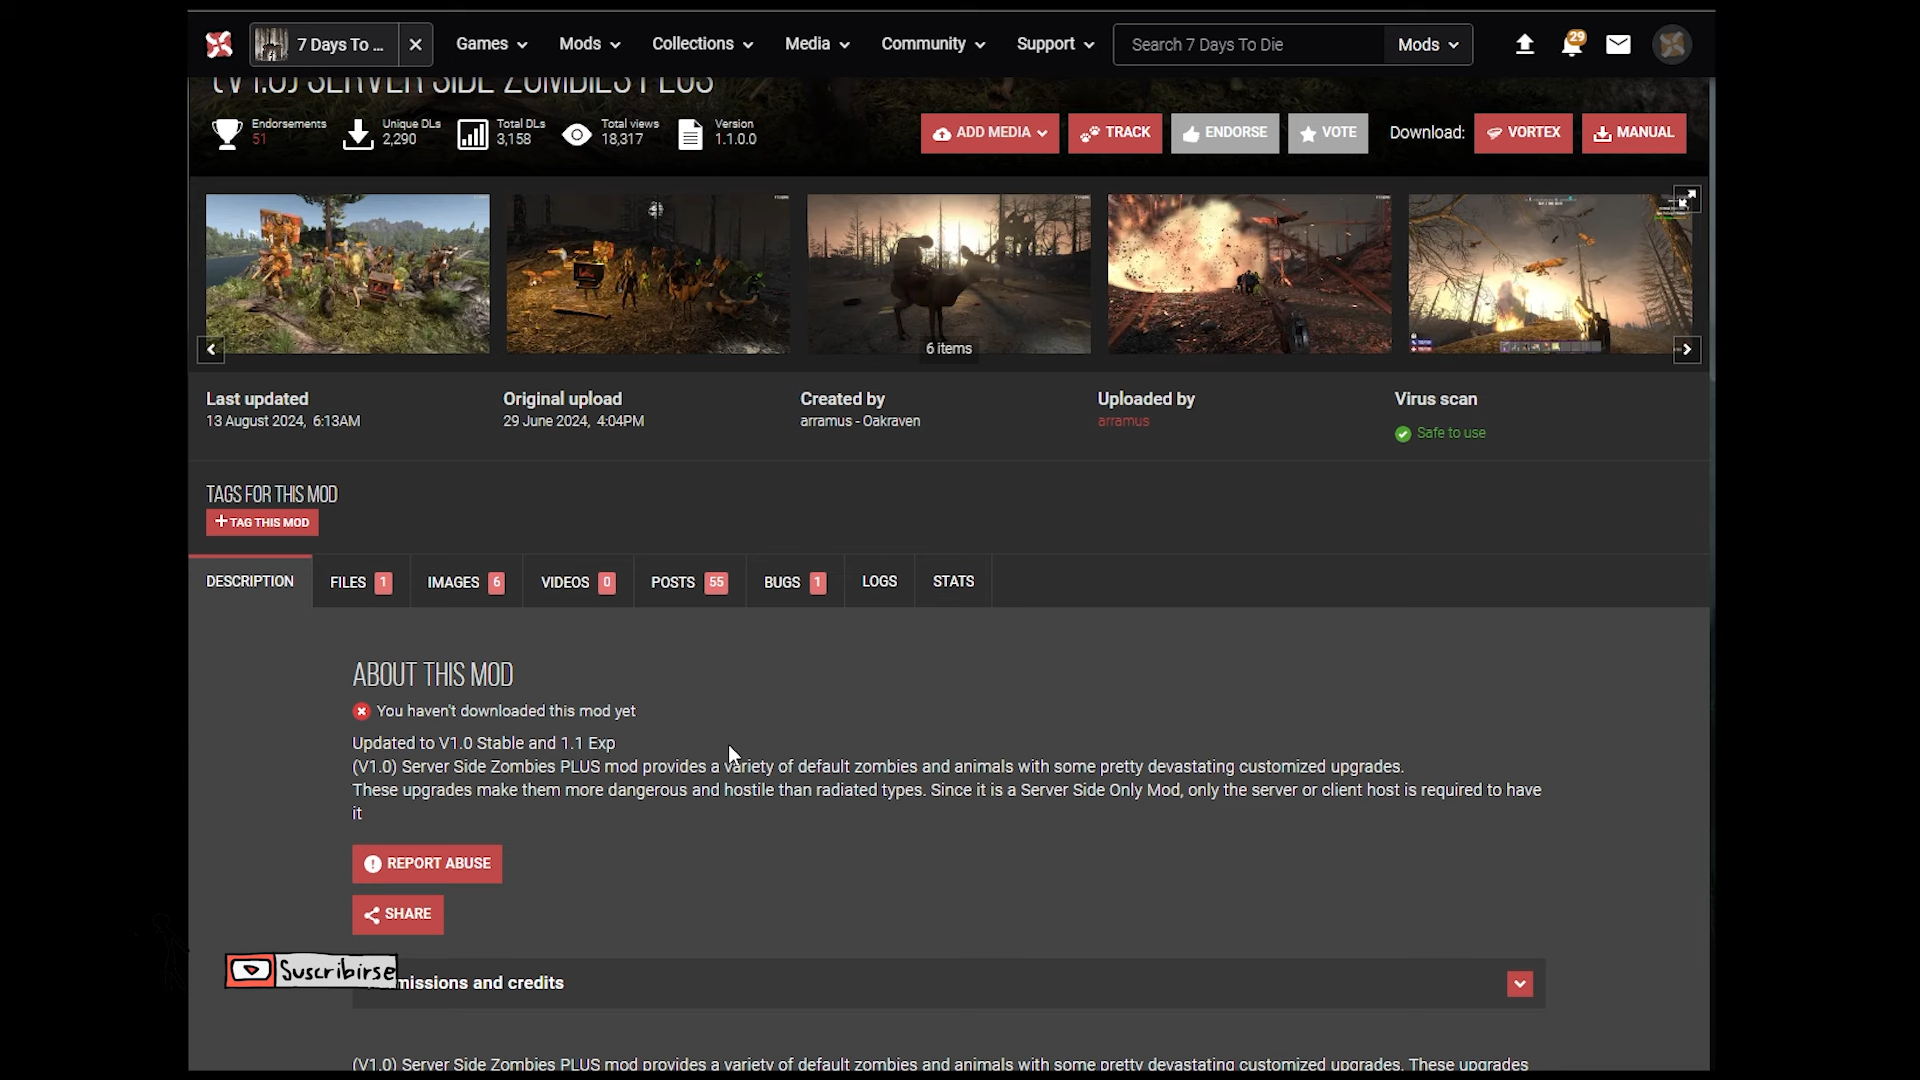 7 Days To ...
Games
Mods
Collections
Media
Community
Support
Search 7 Days To Die
Mods
29
(V1.0) SERVER SIDE ZOMBIES PLUS
Endorsements
51
Unique DLs
2,290
Total DLs
3,158
Total views
18,317
Version
1.1.0.0
ADD MEDIA
TRACK
ENDORSE
VOTE
Download:
VORTEX
MANUAL
6 items
Last updated
13 August 2024, 6:13AM
Original upload
29 June 2024, 4:04PM
Created by
arramus - Oakraven
Uploaded by
arramus
Virus scan
Safe to use
TAGS FOR THIS MOD
+ TAG THIS MOD
DESCRIPTION
FILES 1
IMAGES 6
VIDEOS 0
POSTS 55
BUGS 1
LOGS
STATS
ABOUT THIS MOD
You haven't downloaded this mod yet
Updated to V1.0 Stable and 1.1 Exp
(V1.0) Server Side Zombies PLUS mod provides a variety of default zombies and animals with some pretty devastating customized upgrades.
These upgrades make them more dangerous and hostile than radiated types. Since it is a Server Side Only Mod, only the server or client host is required to have
it
REPORT ABUSE
SHARE
Suscribirse
missions and credits
(V1.0) Server Side Zombies PLUS mod provides a variety of default zombies and animals with some pretty devastating customized upgrades. These upgrades